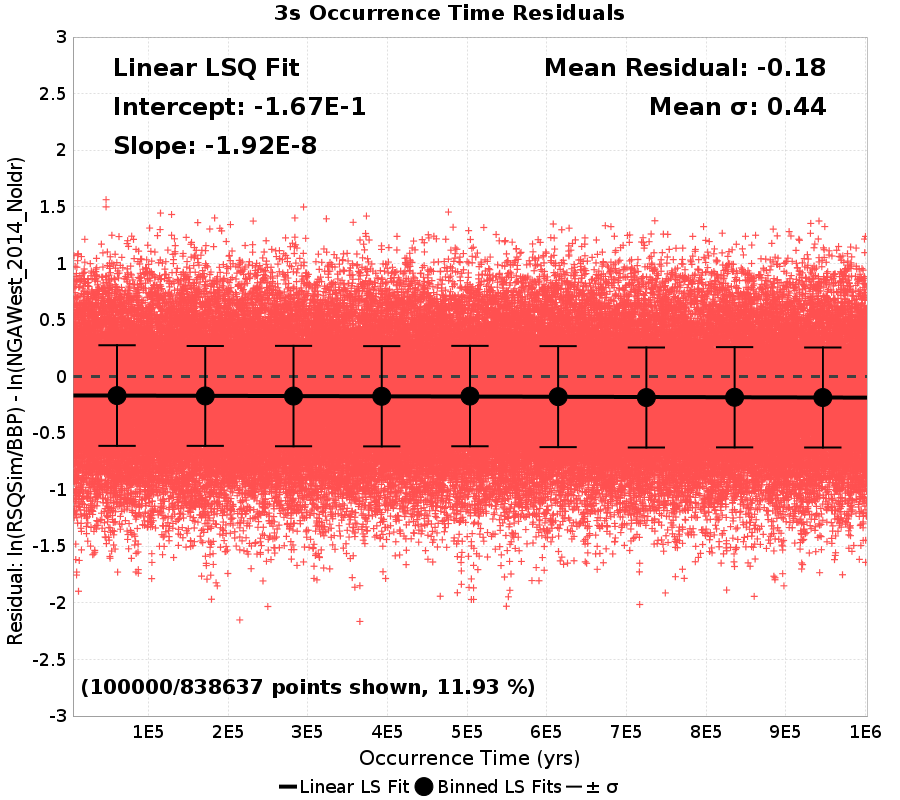 3s Occurrence Time Residuals
Linear LSQ Fit
Intercept: -1.67E-1
Slope: -1.92E-8
Mean Residual: -0.18
Mean σ: 0.44
Residual: ln(RSQSim/BBP) - ln(NGAWest_2014_NoIdr)
3
2.5
2
1.5
1
0.5
0
-0.5
-1
-1.5
-2
-2.5
-3
(100000/838637 points shown, 11.93 %)
1E5 2E5 3E5 4E5 5E5 6E5 7E5 8E5 9E5 1E6
Occurrence Time (yrs)
Linear LS Fit Binned LS Fits ± σ